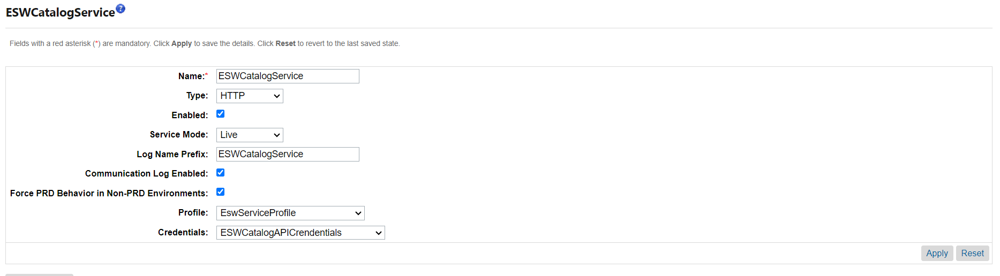 ESWCatalogService?
Fields with a red asterisk (*) are mandatory. Click Apply to save the details. Click Reset to revert to the last saved state.
Name:* ESWCatalogService
Type: HTTP
Enabled:
Service Mode: Live
Log Name Prefix: ESWCatalogService
Communication Log Enabled:
Force PRD Behavior in Non-PRD Environments:
Profile: EswServiceProfile
Credentials: ESWCatalogAPICrendentials
Apply Reset